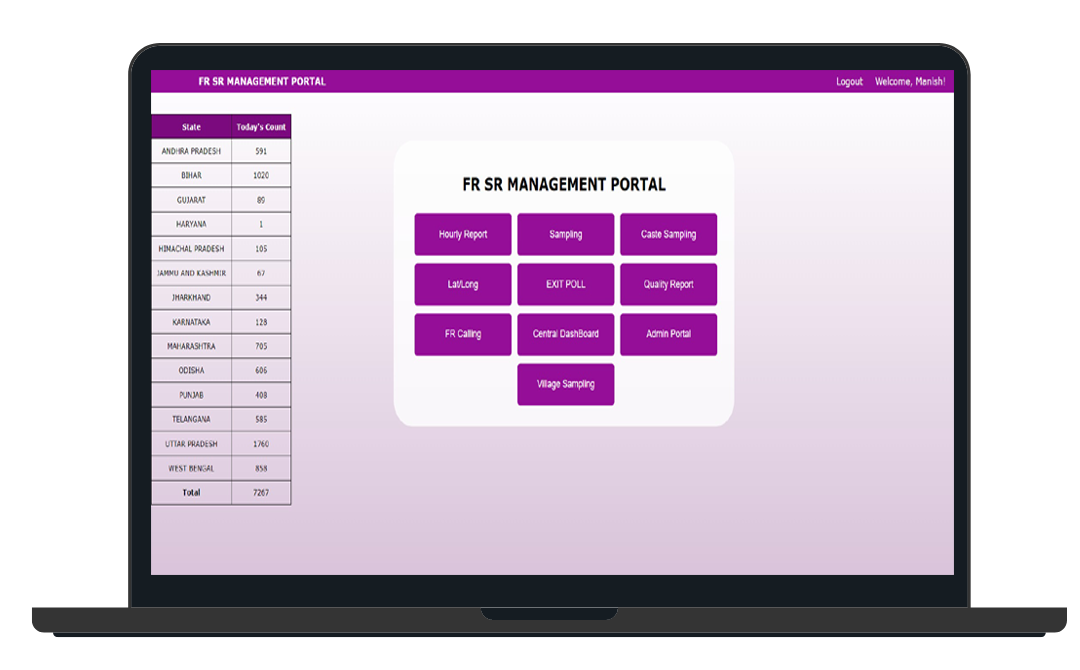 FR SR MANAGEMENT PORTAL
Logout Welcome, Manish!
State Today's Count
ANDHRA PRADESH 591
BIHAR 1020
GUJARAT 89
HARYANA 1
HIMACHAL PRADESH 105
JAMMU AND KASHMIR 67
JHARKHAND 344
KARNATAKA 128
MAHARASHTRA 705
ODISHA 606
PUNJAB 408
TELANGANA 585
UTTAR PRADESH 1760
WEST BENGAL 858
Total 7267
FR SR MANAGEMENT PORTAL
Hourly Report Sampling Caste Sampling
Lat/Long EXIT POLL Quality Report
FR Calling Central DashBoard Admin Portal
Village Sampling